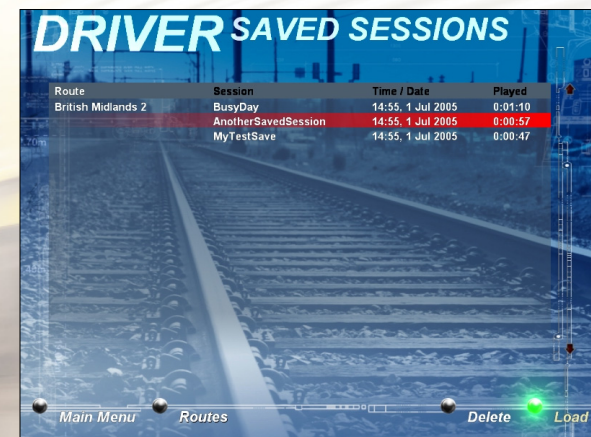 DRIVER SAVED SESSIONS
Route Session Time / Date Played
British Midlands 2 BusyDay 14:55, 1 Jul 2005 0:01:10
AnotherSavedSession 14:55, 1 Jul 2005 0:00:57
MyTestSave 14:55, 1 Jul 2005 0:00:47
Main Menu Routes Delete Load